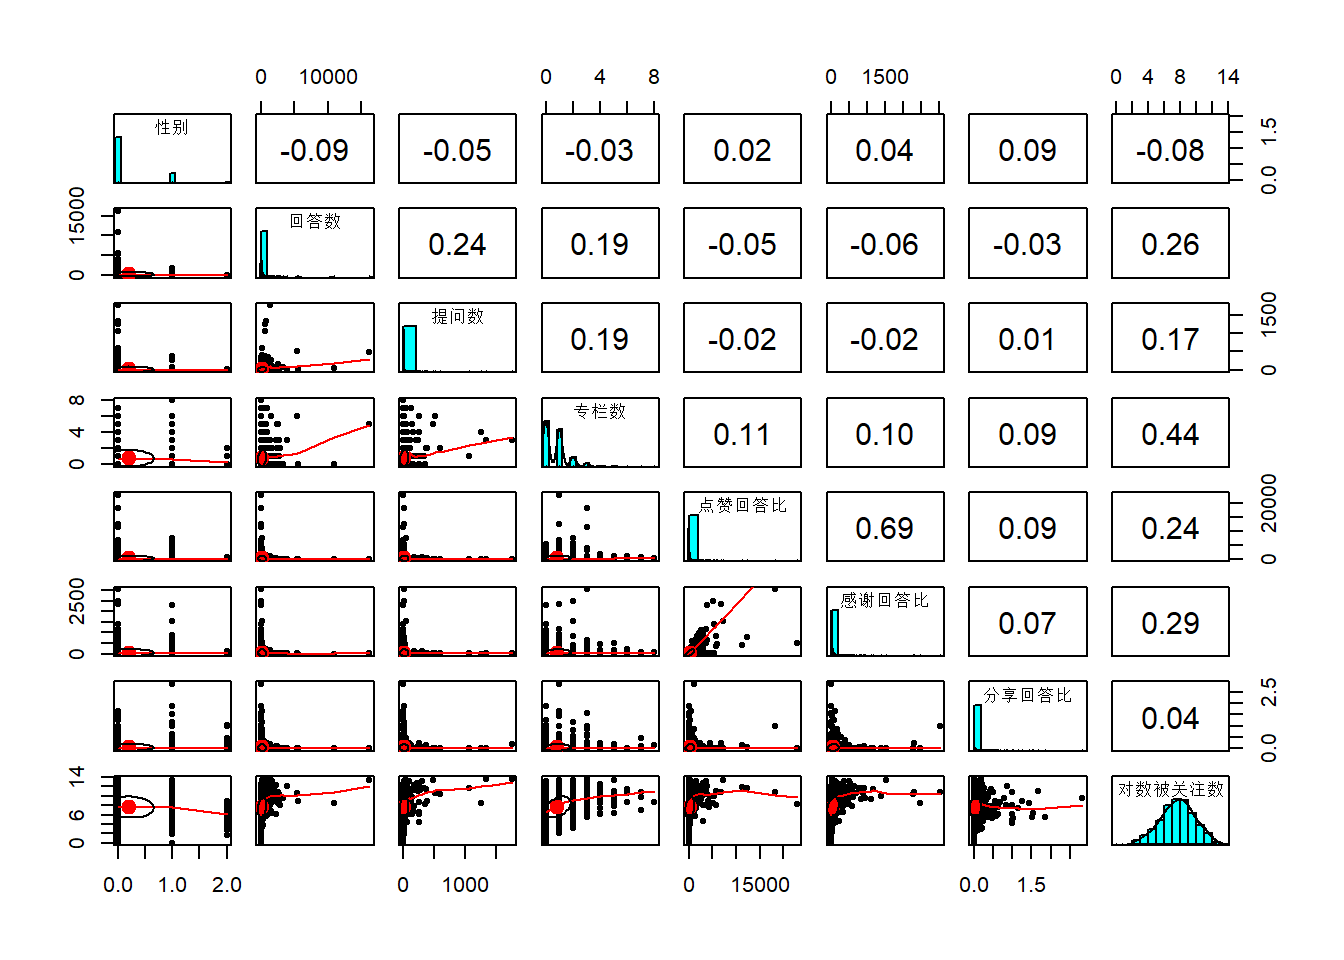 0 10000 0 4 8 0 1500 0 4 8 14
性别 -0.09 -0.05 -0.03 0.02 0.04 0.09 -0.08 0.0 1.5
0 15000 回答数 0.24 0.19 -0.05 -0.06 -0.03 0.26
提问数 0.19 -0.02 -0.02 0.01 0.17 0 1500
0 4 8 专栏数 0.11 0.10 0.09 0.44
点赞回答比 0.69 0.09 0.24 0 20000
0 2500 感谢回答比 0.07 0.29
分享回答比 0.04 0.0 2.5
0 6 14 对数被关注数
0.0 1.0 2.0 0 1000 0 15000 0.0 1.5